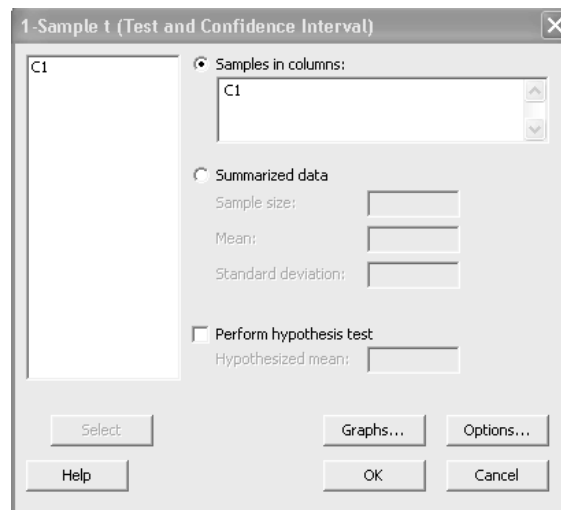 1-Sample t (Test and Confidence Interval)
C1
Samples in columns:
C1
Summarized data
Sample size:
Mean:
Standard deviation:
Perform hypothesis test
Hypothesized mean:
Select
Graphs...
Options...
Help
OK
Cancel